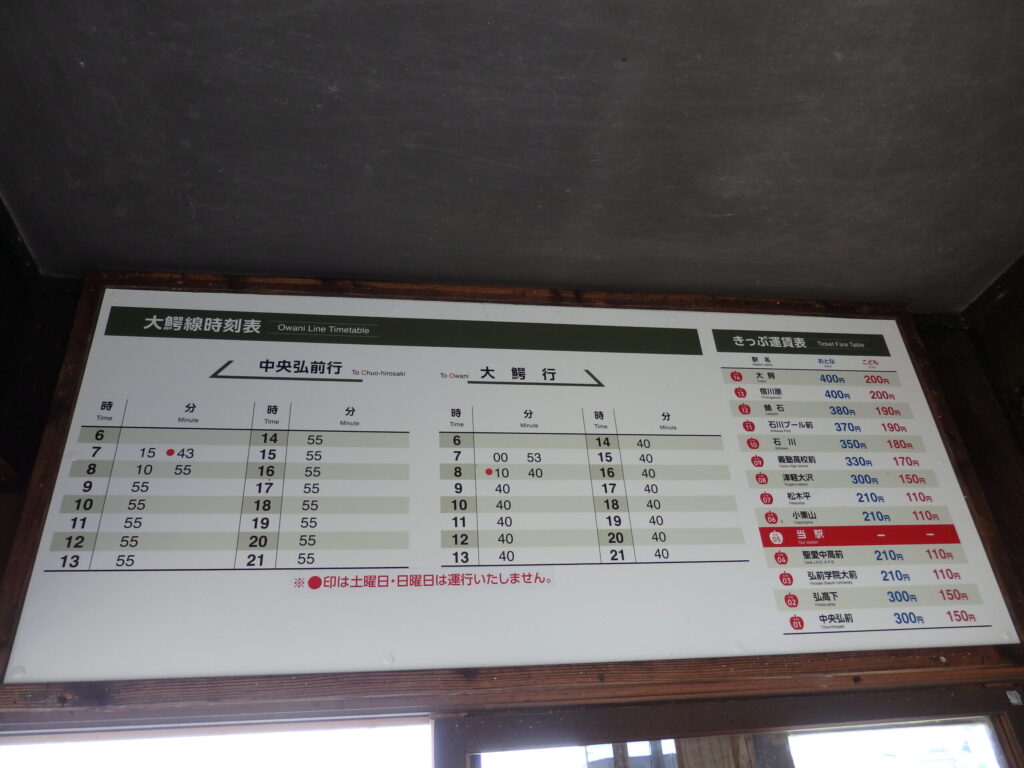 大鰐線時刻表 Owani Line Timetable
中央弘前行 To Chuo-hirosaki
時 Time 分 Minute 時 Time 分 Minute
6 14 55
7 15 ●43 15 55
8 10 55 16 55
9 55 17 55
10 55 18 55
11 55 19 55
12 55 20 55
13 55 21 55
To Owani 大鰐行
時 Time 分 Minute 時 Time 分 Minute
6 14 40
7 00 53 15 40
8 ●10 40 16 40
9 40 17 40
10 40 18 40
11 40 19 40
12 40 20 40
13 40 21 40
※●印は土曜日・日曜日は運行いたしません。
きっぷ運賃表 Ticket Fare Table
駅名 おとな こども
14 大鰐 400円 200円
13 宿川原 400円 200円
12 鯖石 380円 190円
11 石川プール前 370円 190円
10 石川 350円 180円
09 義塾高校前 330円 170円
08 津軽大沢 300円 150円
07 松木平 210円 110円
06 小栗山 210円 110円
05 当駅 － －
04 聖愛中高前 210円 110円
03 弘前学院大前 210円 110円
02 弘高下 300円 150円
01 中央弘前 300円 150円